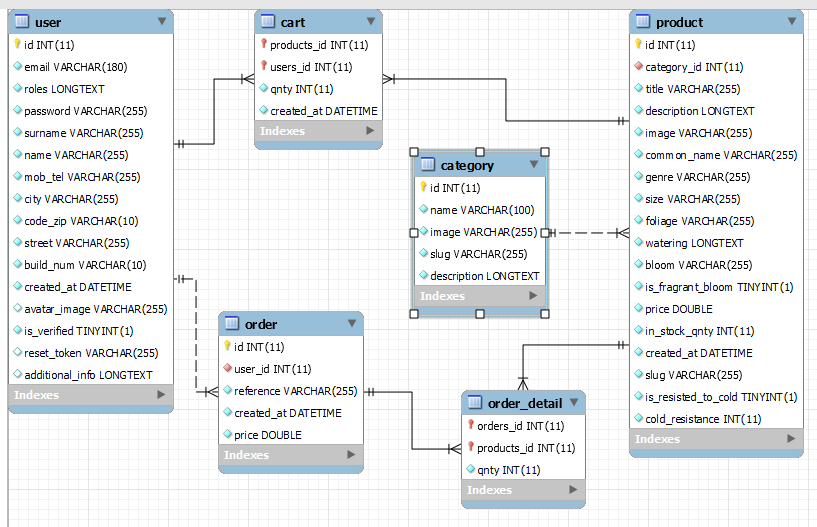 user
id INT(11)
email VARCHAR(180)
roles LONGTEXT
password VARCHAR(255)
surname VARCHAR(255)
name VARCHAR(255)
mob_tel VARCHAR(255)
city VARCHAR(255)
code_zip VARCHAR(10)
street VARCHAR(255)
build_num VARCHAR(10)
created_at DATETIME
avatar_image VARCHAR(255)
is_verified TINYINT(1)
reset_token VARCHAR(255)
additional_info LONGTEXT
Indexes
cart
products_id INT(11)
users_id INT(11)
qnty INT(11)
created_at DATETIME
Indexes
category
id INT(11)
name VARCHAR(100)
image VARCHAR(255)
slug VARCHAR(255)
description LONGTEXT
Indexes
order
id INT(11)
user_id INT(11)
reference VARCHAR(255)
created_at DATETIME
price DOUBLE
Indexes
order_detail
orders_id INT(11)
products_id INT(11)
qnty INT(11)
Indexes
product
id INT(11)
category_id INT(11)
title VARCHAR(255)
description LONGTEXT
image VARCHAR(255)
common_name VARCHAR(255)
genre VARCHAR(255)
size VARCHAR(255)
foliage VARCHAR(255)
watering LONGTEXT
bloom VARCHAR(255)
is_fragrant_bloom TINYINT(1)
price DOUBLE
in_stock_qnty INT(11)
created_at DATETIME
slug VARCHAR(255)
is_resisted_to_cold TINYINT(1)
cold_resistance INT(11)
Indexes